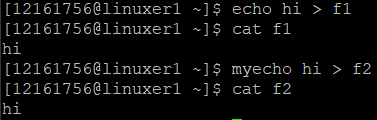 [12161756@linuxer1 ~]$ echo hi > f1
[12161756@linuxer1 ~]$ cat f1
hi
[12161756@linuxer1 ~]$ myecho hi > f2
[12161756@linuxer1 ~]$ cat f2
hi